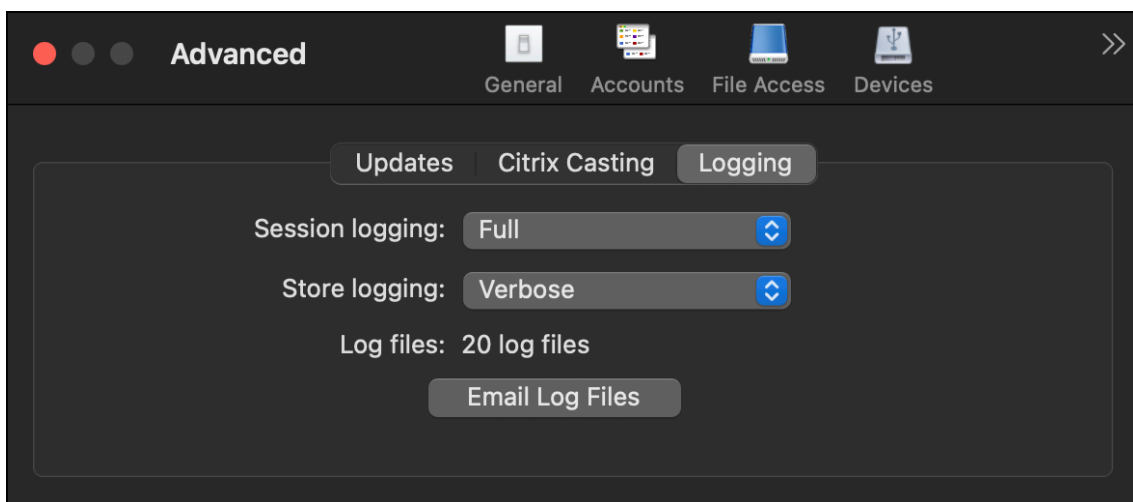 Advanced
General Accounts File Access Devices
Updates Citrix Casting Logging
Session logging: Full
Store logging: Verbose
Log files: 20 log files
Email Log Files